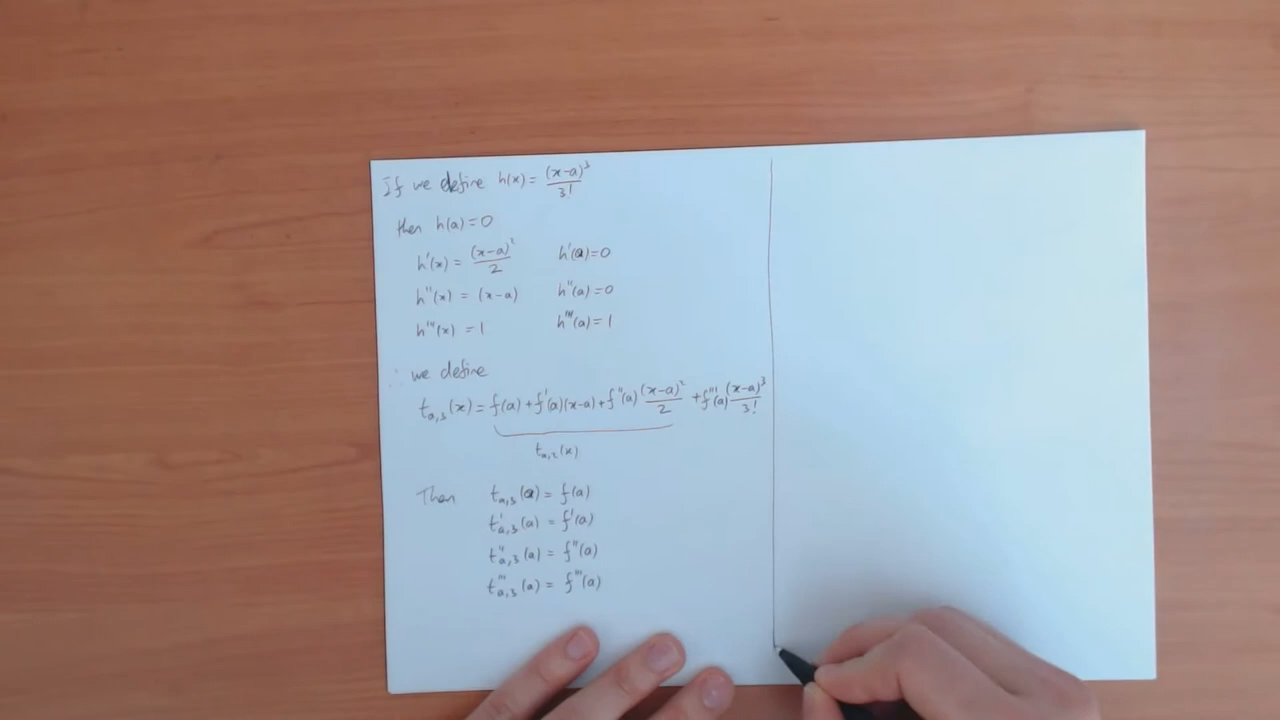 If we define h(x) = (x-a)³/3!
then h(a) = 0
h'(x) = (x-a)²/2 h'(a) = 0
h''(x) = (x-a) h''(a) = 0
h'''(x) = 1 h'''(a) = 1
∴ we define
t_{a,3}(x) = f(a) + f'(a)(x-a) + f''(a) (x-a)²/2 + f'''(a) (x-a)³/3!
t_{a,2}(x)
Then t_{a,3}(a) = f(a)
t'_{a,3}(a) = f'(a)
t''_{a,3}(a) = f''(a)
t'''_{a,3}(a) = f'''(a)